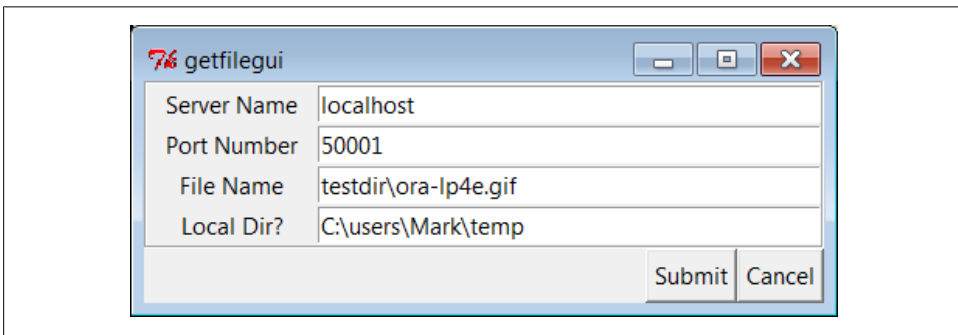 getfilegui
Server Name localhost
Port Number 50001
File Name testdir\ora-lp4e.gif
Local Dir? C:\users\Mark\temp
Submit Cancel